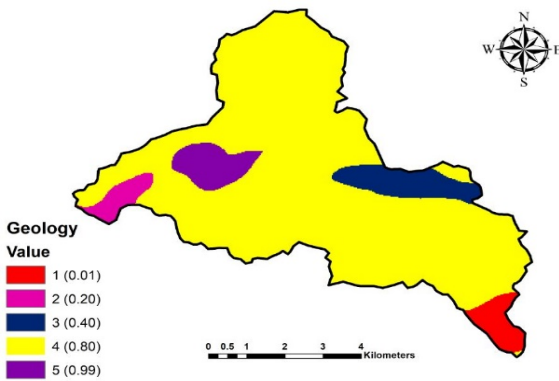 N
W E
S
Geology
Value
1 (0.01)
2 (0.20)
3 (0.40)
4 (0.80)
5 (0.99)
0 0.5 1 2 3 4
Kilometers